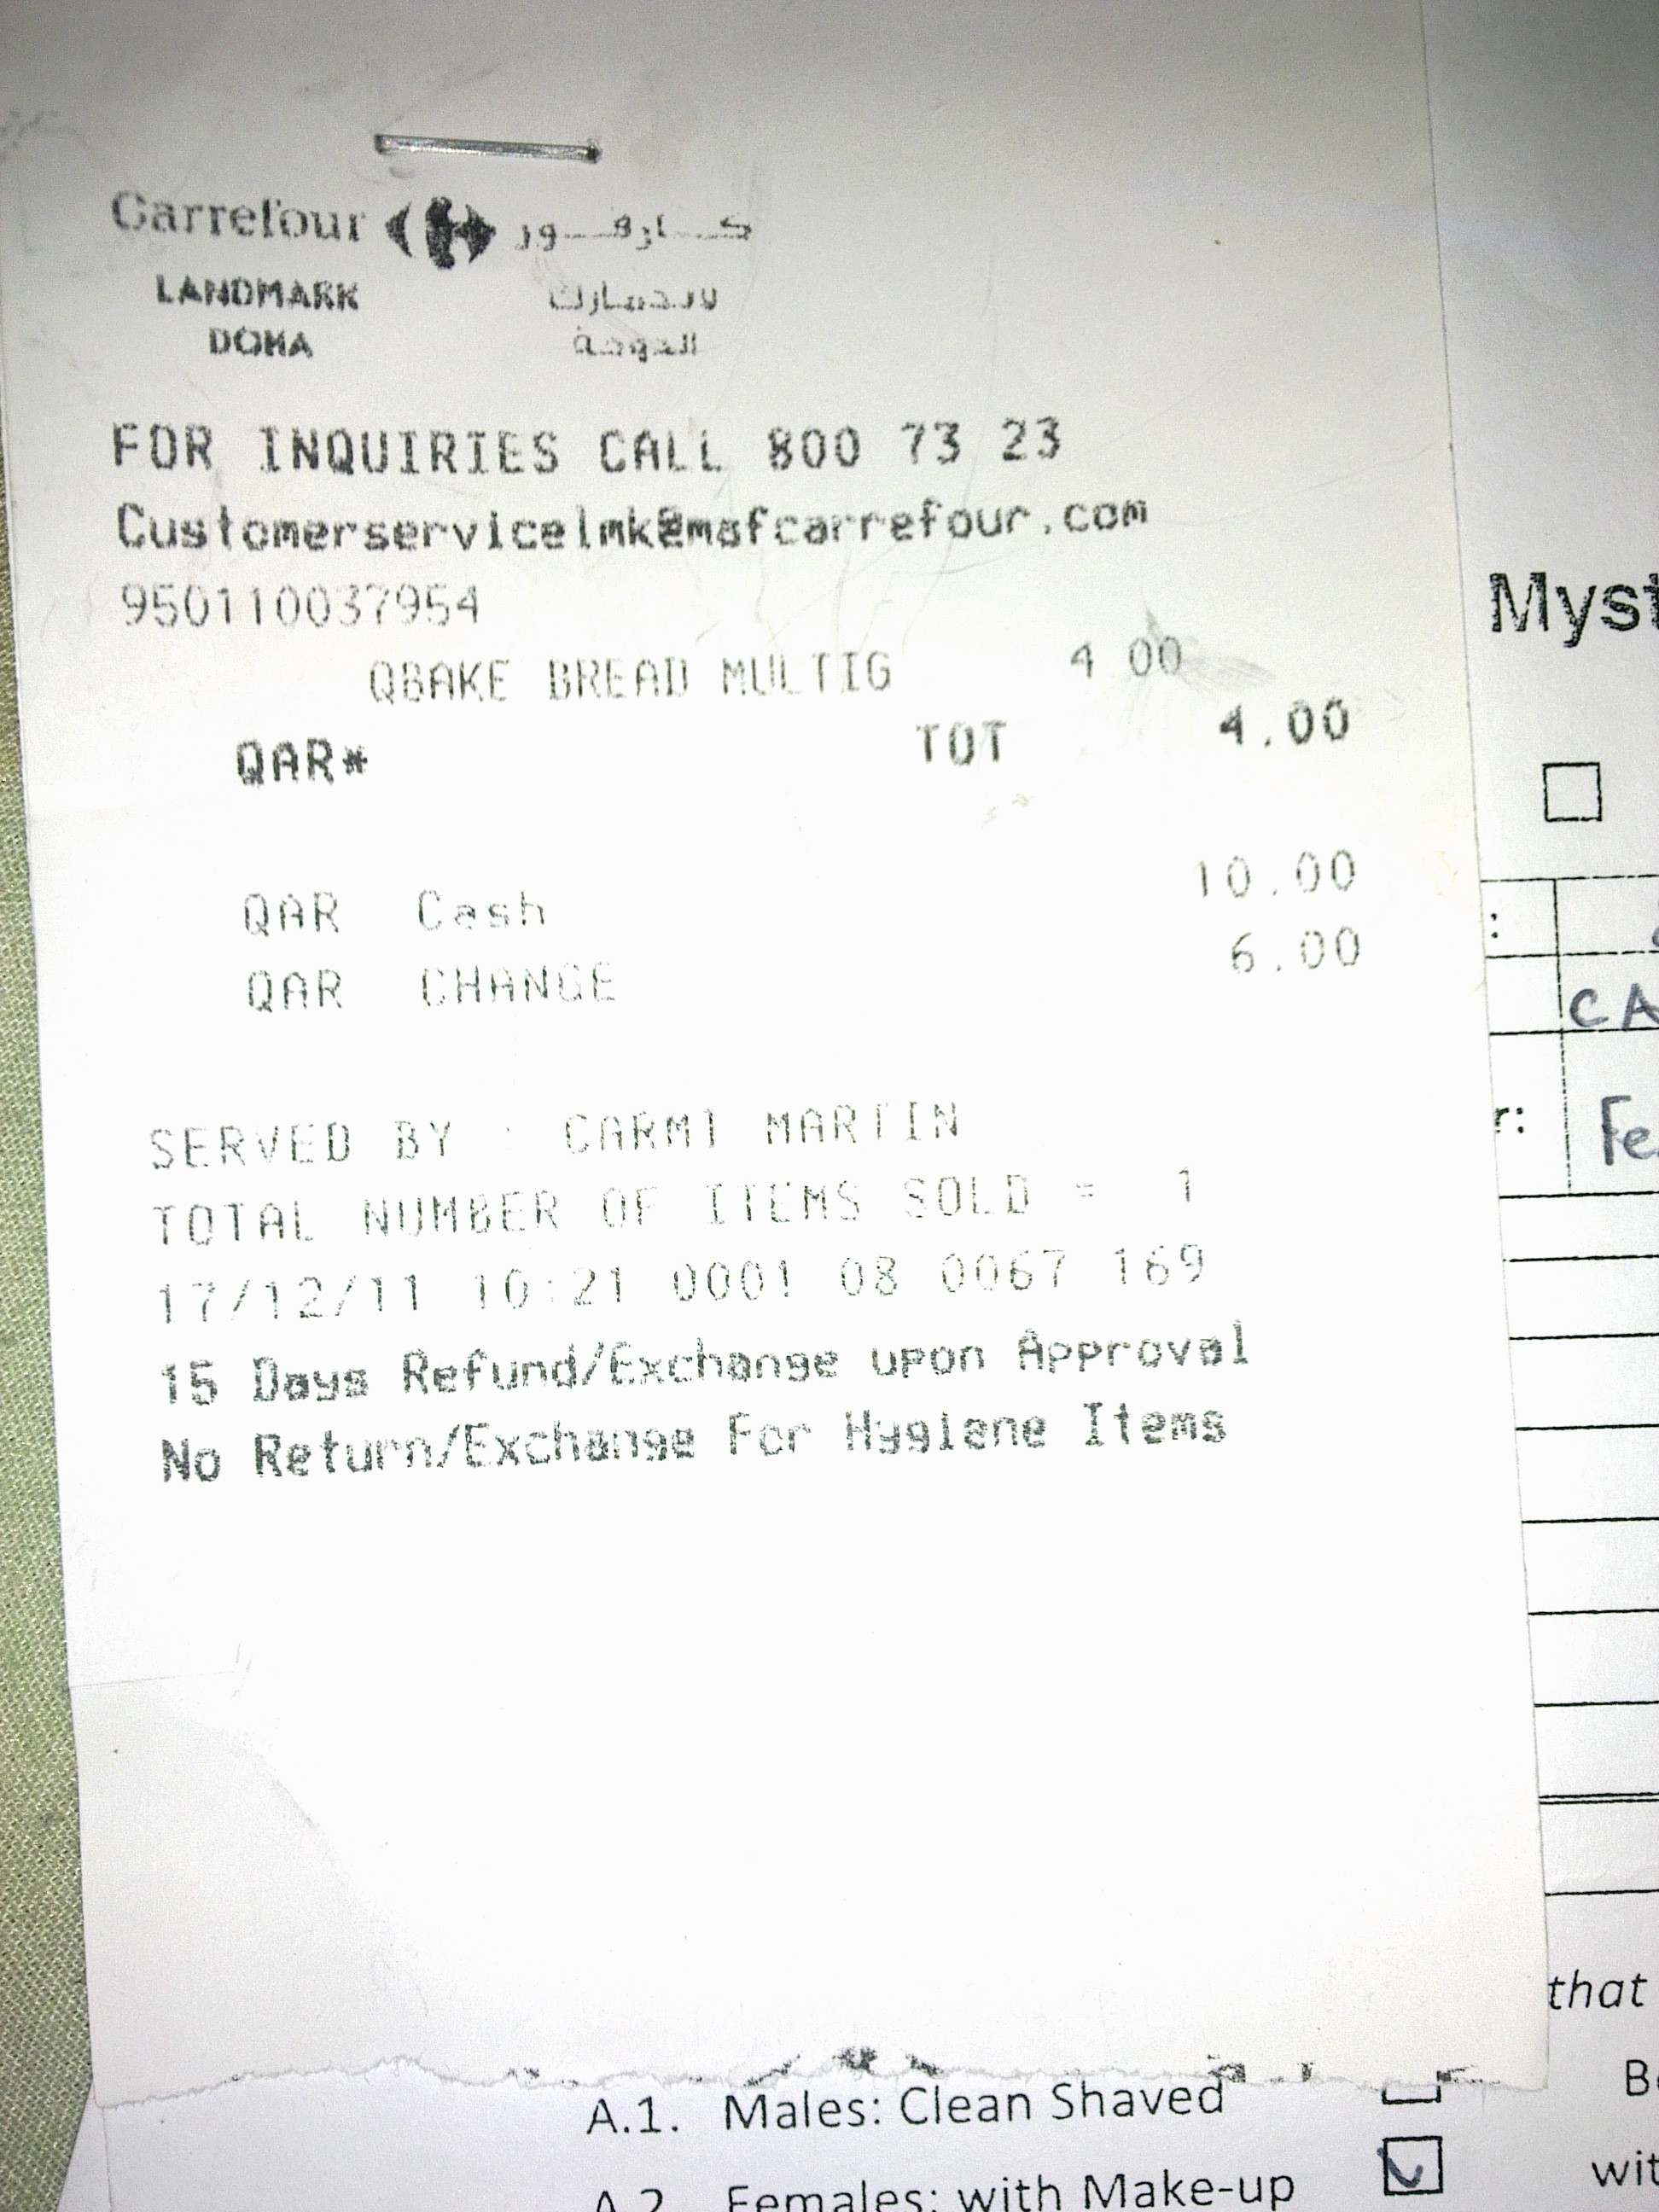 Carrefour كارفور
LANDMARK لاندمارك
DOHA الدوحة
FOR INQUIRIES CALL 800 73 23
Customerservicelmk@mafcarrefour.com
950110037954
QBAKE BREAD MULTIG 4.00
QAR* TOT 4.00
QAR Cash 10.00
QAR CHANGE 6.00
SERVED BY : CARMI MARTIN
TOTAL NUMBER OF ITEMS SOLD = 1
17/12/11 10:21 0001 08 0067 169
15 Days Refund/Exchange upon Approval
No Return/Exchange For Hygiene Items
Myst
:
CA
r: Fe
that
A.1. Males: Clean Shaved
A.2 Females: with Make-up wit